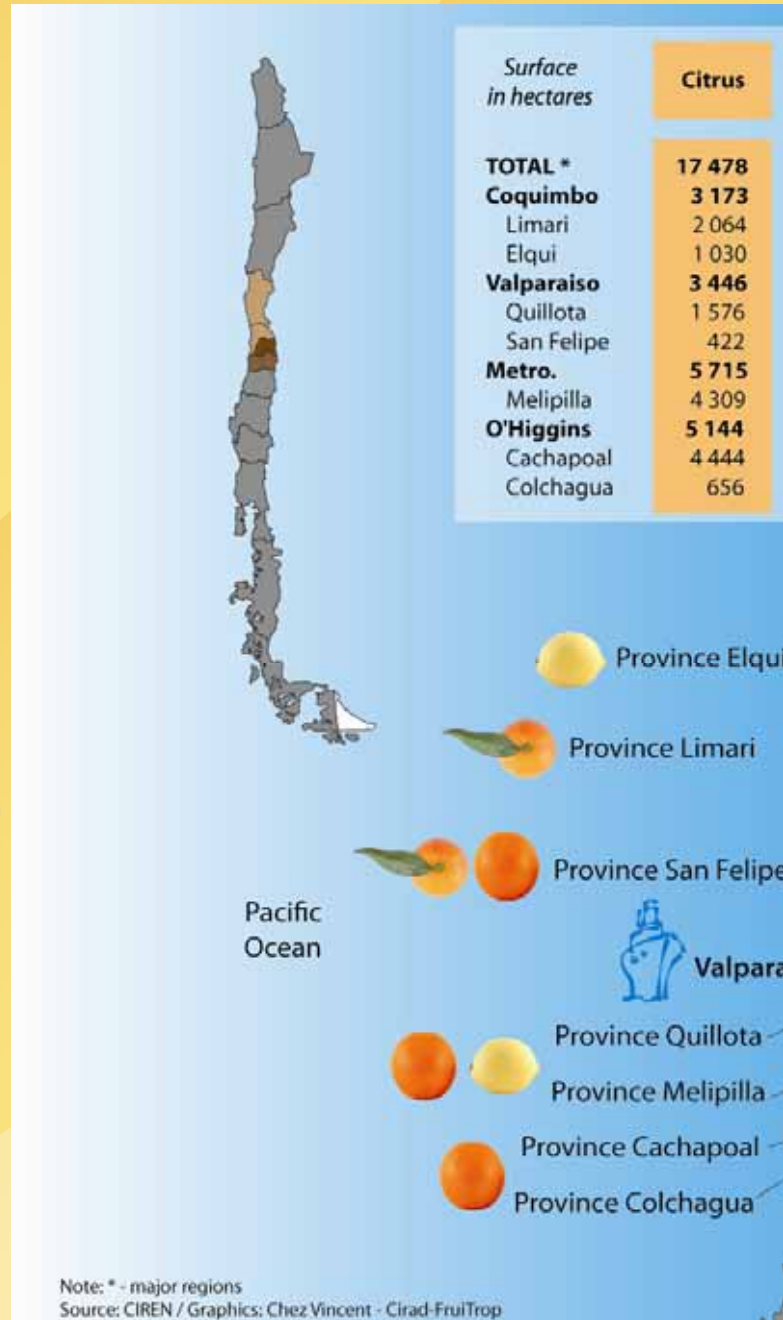 Surface
in hectares
Citrus
TOTAL * 17 478
Coquimbo 3 173
Limari 2 064
Elqui 1 030
Valparaiso 3 446
Quillota 1 576
San Felipe 422
Metro. 5 715
Melipilla 4 309
O'Higgins 5 144
Cachapoal 4 444
Colchagua 656
Province Elqui
Province Limari
Province San Felipe
Pacific
Ocean
Valpara
Province Quillota
Province Melipilla
Province Cachapoal
Province Colchagua
Note: * - major regions
Source: CIREN / Graphics: Chez Vincent - Cirad-FruiTrop